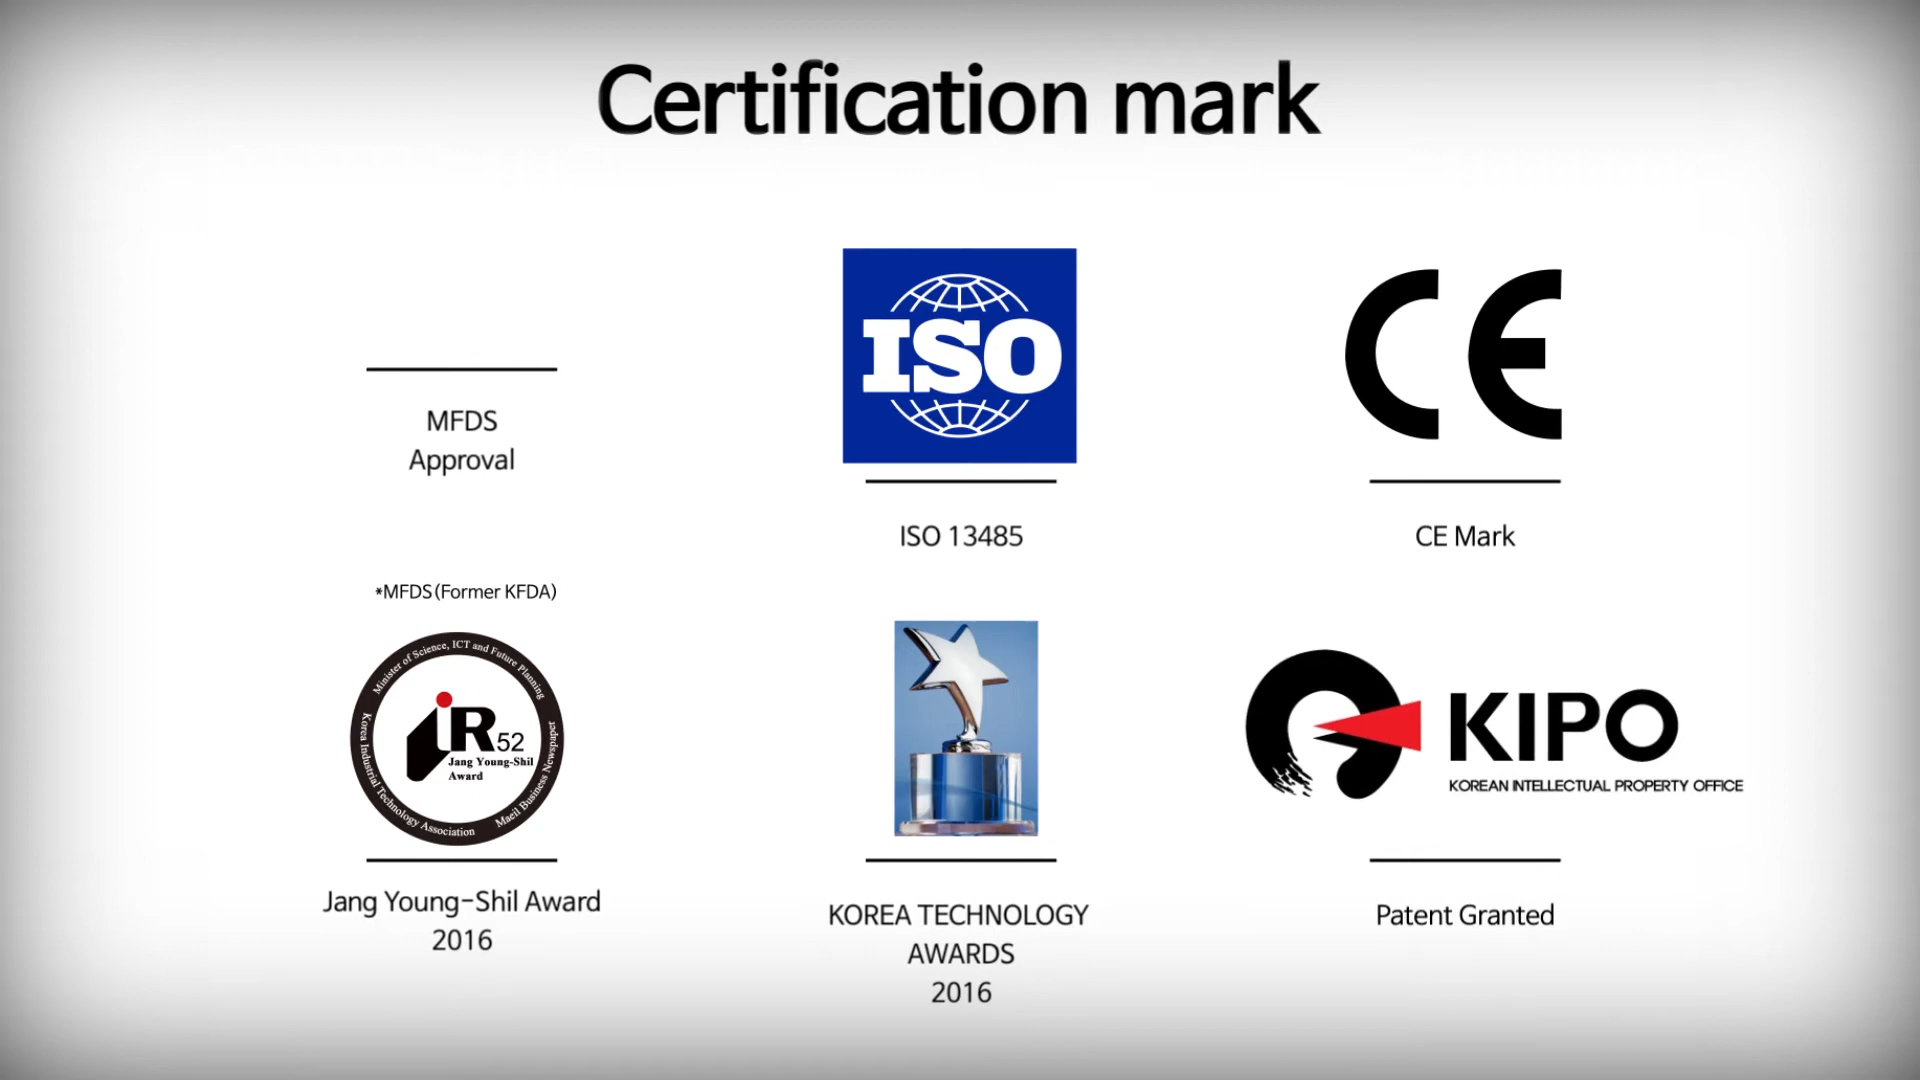 Certification mark
MFDS
Approval
*MFDS(Former KFDA)
ISO
ISO 13485
CE
CE Mark
Minister of Science, ICT and Future Planning
Korea Industrial Technology Association
Maeil Business Newspaper
iR52
Jang Young-Shil
Award
Jang Young-Shil Award
2016
KOREA TECHNOLOGY
AWARDS
2016
KIPO
KOREAN INTELLECTUAL PROPERTY OFFICE
Patent Granted